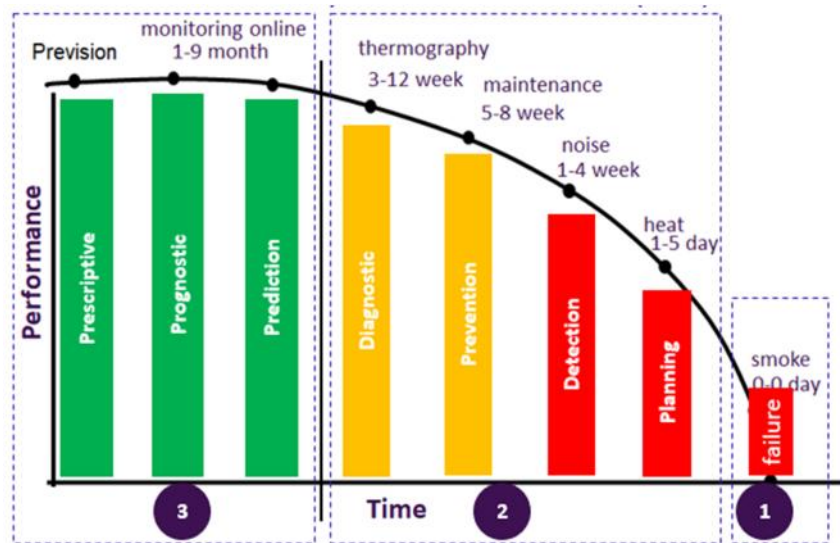 Prevision
monitoring online
1-9 month
thermography
3-12 week
maintenance
5-8 week
noise
1-4 week
heat
1-5 day
smoke
0-0 day
Performance
Prescriptive
Prognostic
Prediction
Diagnostic
Prevention
Detection
Planning
failure
3
Time
2
1